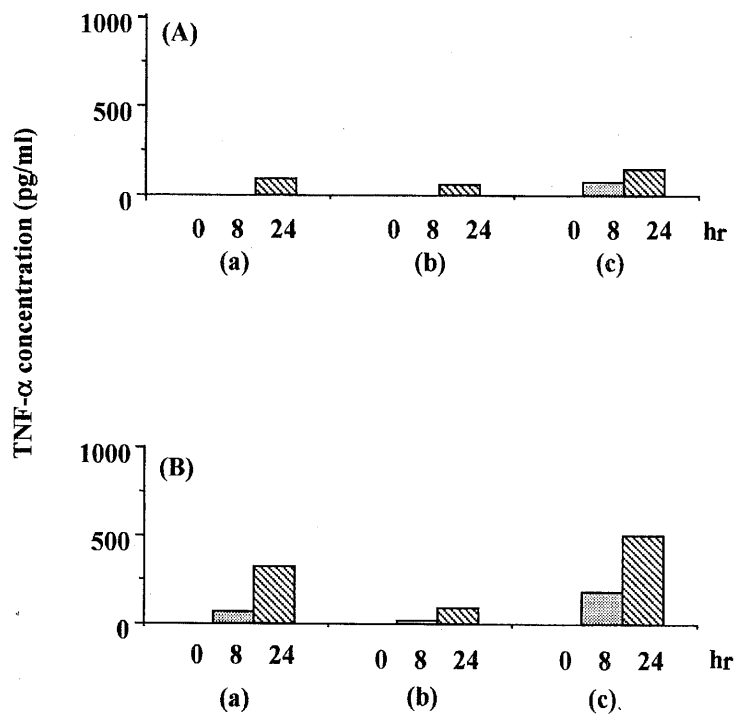 TNF-α concentration (pg/ml)
1000
(A)
500
0
0 8 24 0 8 24 0 8 24 hr
(a) (b) (c)
1000
(B)
500
0
0 8 24 0 8 24 0 8 24 hr
(a) (b) (c)